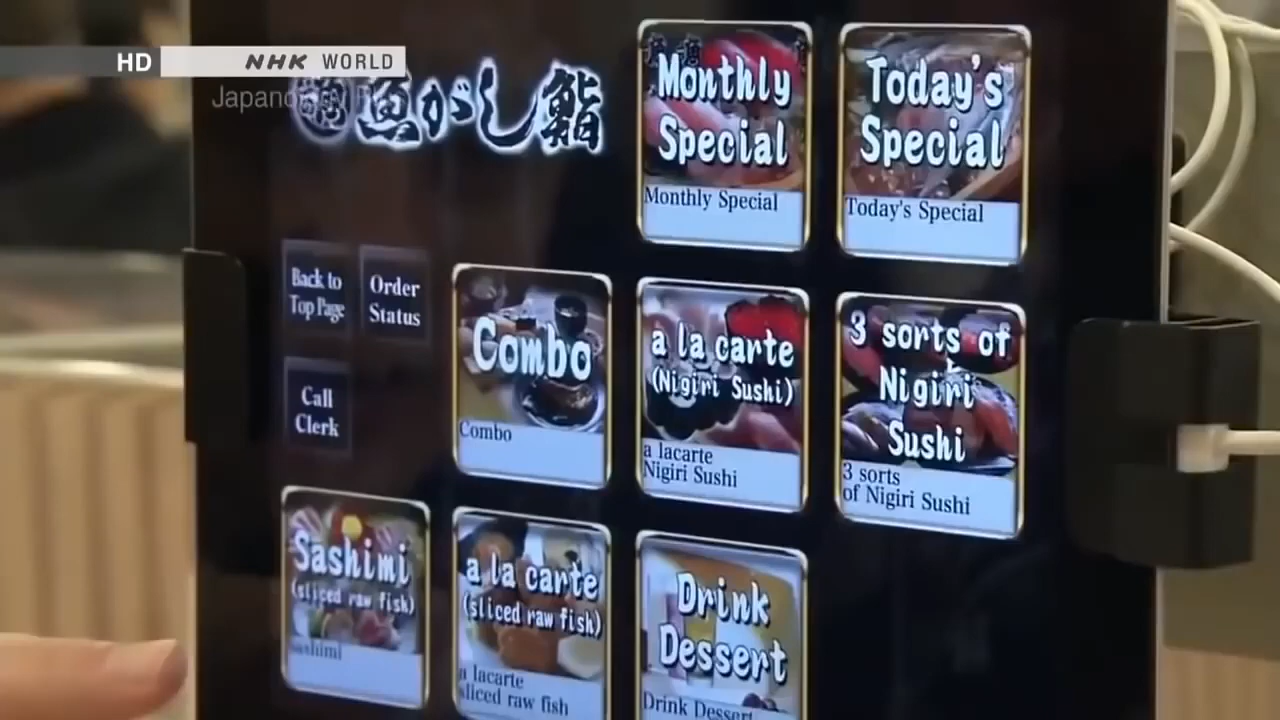 HD NHK WORLD
魚がし鮨
Monthly
Special
Monthly Special
Today's
Special
Today's Special
Back to
Top Page
Order
Status
Call
Clerk
Combo
Combo
a la carte
(Nigiri Sushi)
a lacarte
Nigiri Sushi
3 sorts of
Nigiri
Sushi
3 sorts
of Nigiri Sushi
Sashimi
(sliced raw fish)
sashimi
a la carte
(sliced raw fish)
a lacarte
sliced raw fish
Drink
Dessert
Drink Dessert